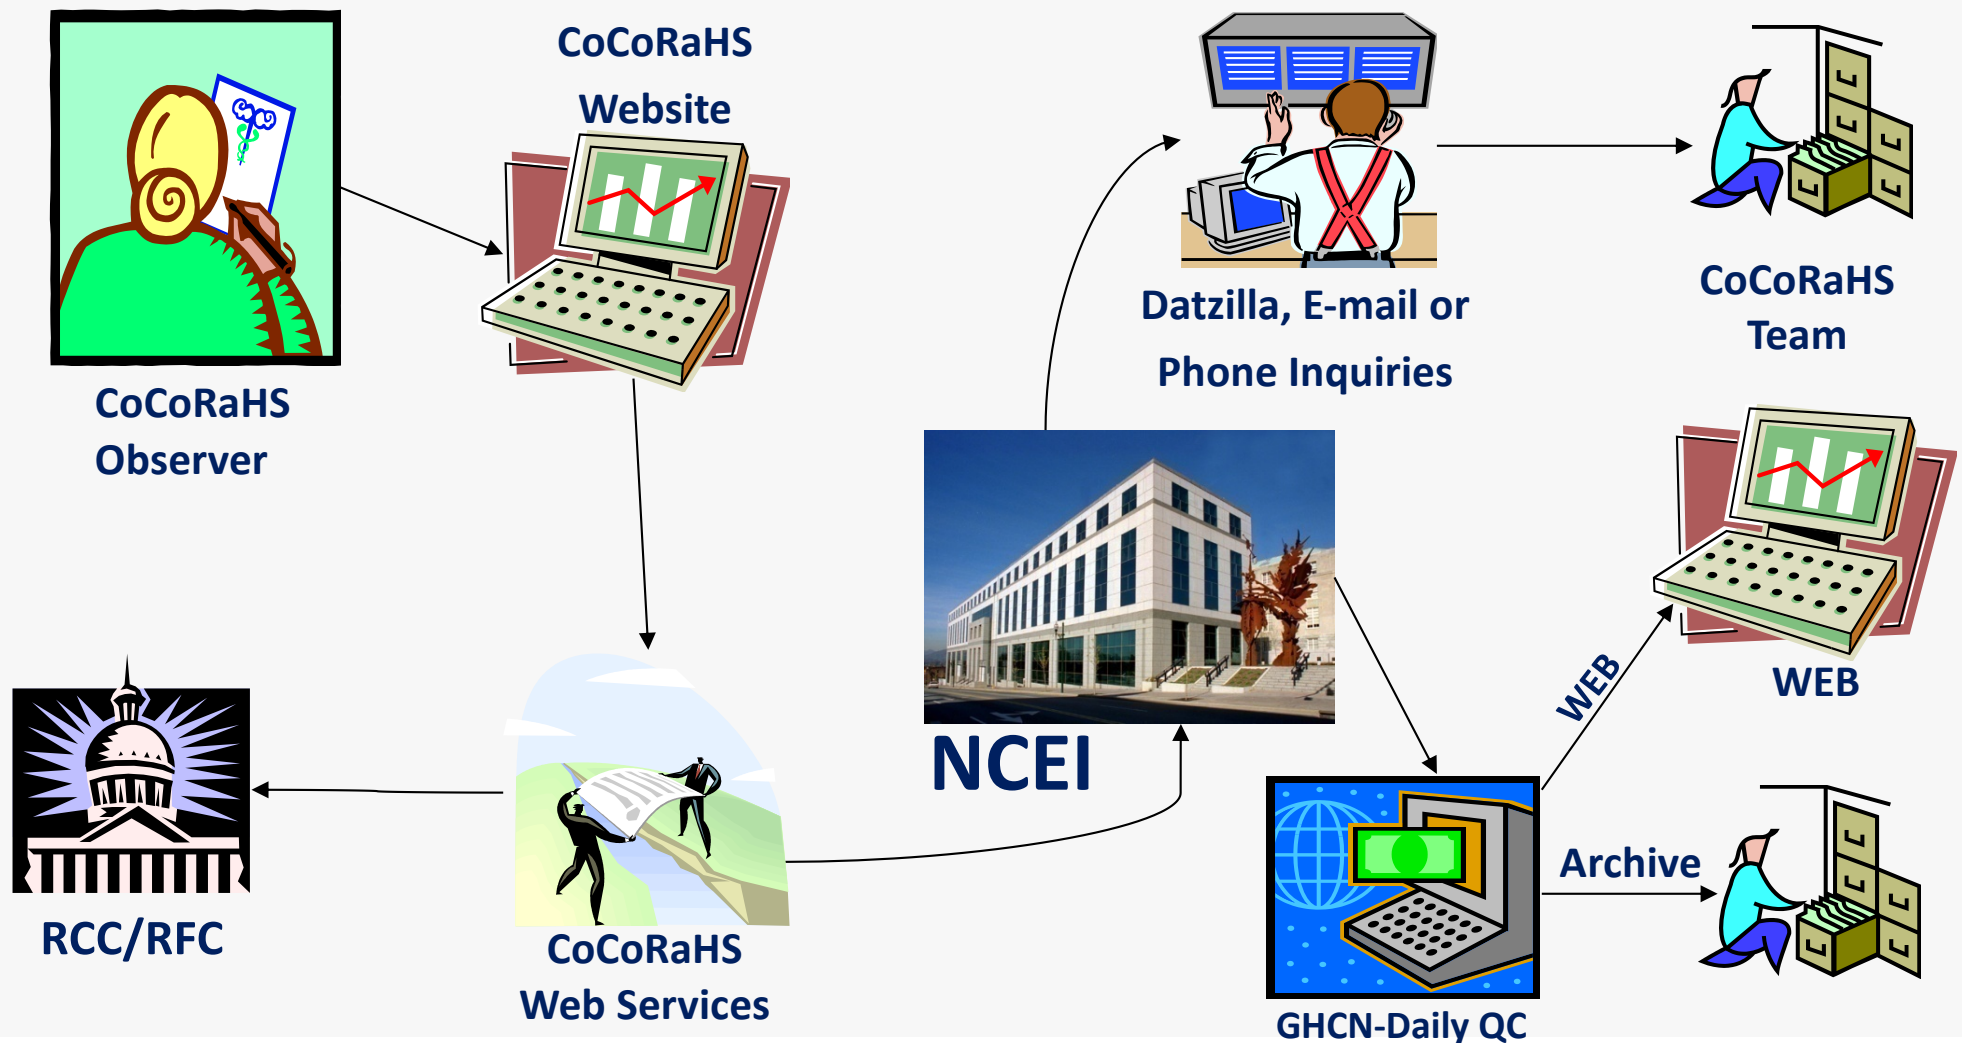 CoCoRaHS
Website
CoCoRaHS
Observer
Datzilla, E-mail or
Phone Inquiries
CoCoRaHS
Team
NCEI
WEB
WEB
RCC/RFC
CoCoRaHS
Web Services
Archive
GHCN-Daily QC